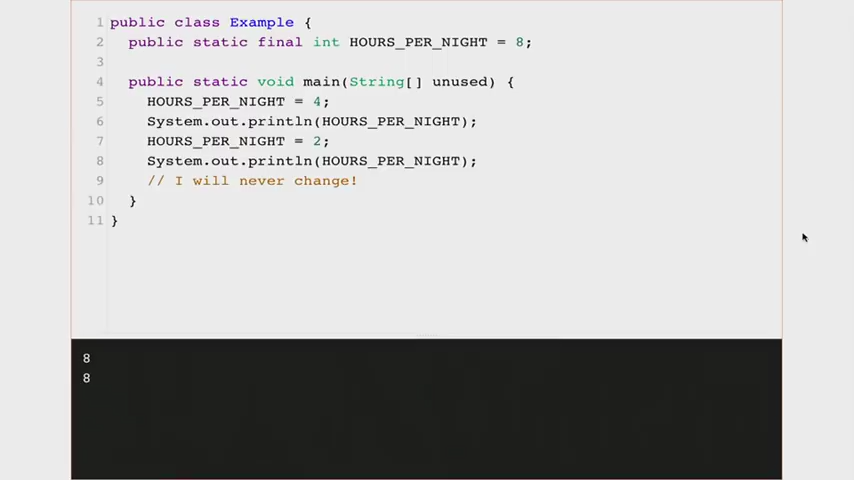 1 public class Example {
2 public static final int HOURS_PER_NIGHT = 8;
3
4 public static void main(String[] unused) {
5 HOURS_PER_NIGHT = 4;
6 System.out.println(HOURS_PER_NIGHT);
7 HOURS_PER_NIGHT = 2;
8 System.out.println(HOURS_PER_NIGHT);
9 // I will never change!
10 }
11 }
8
8